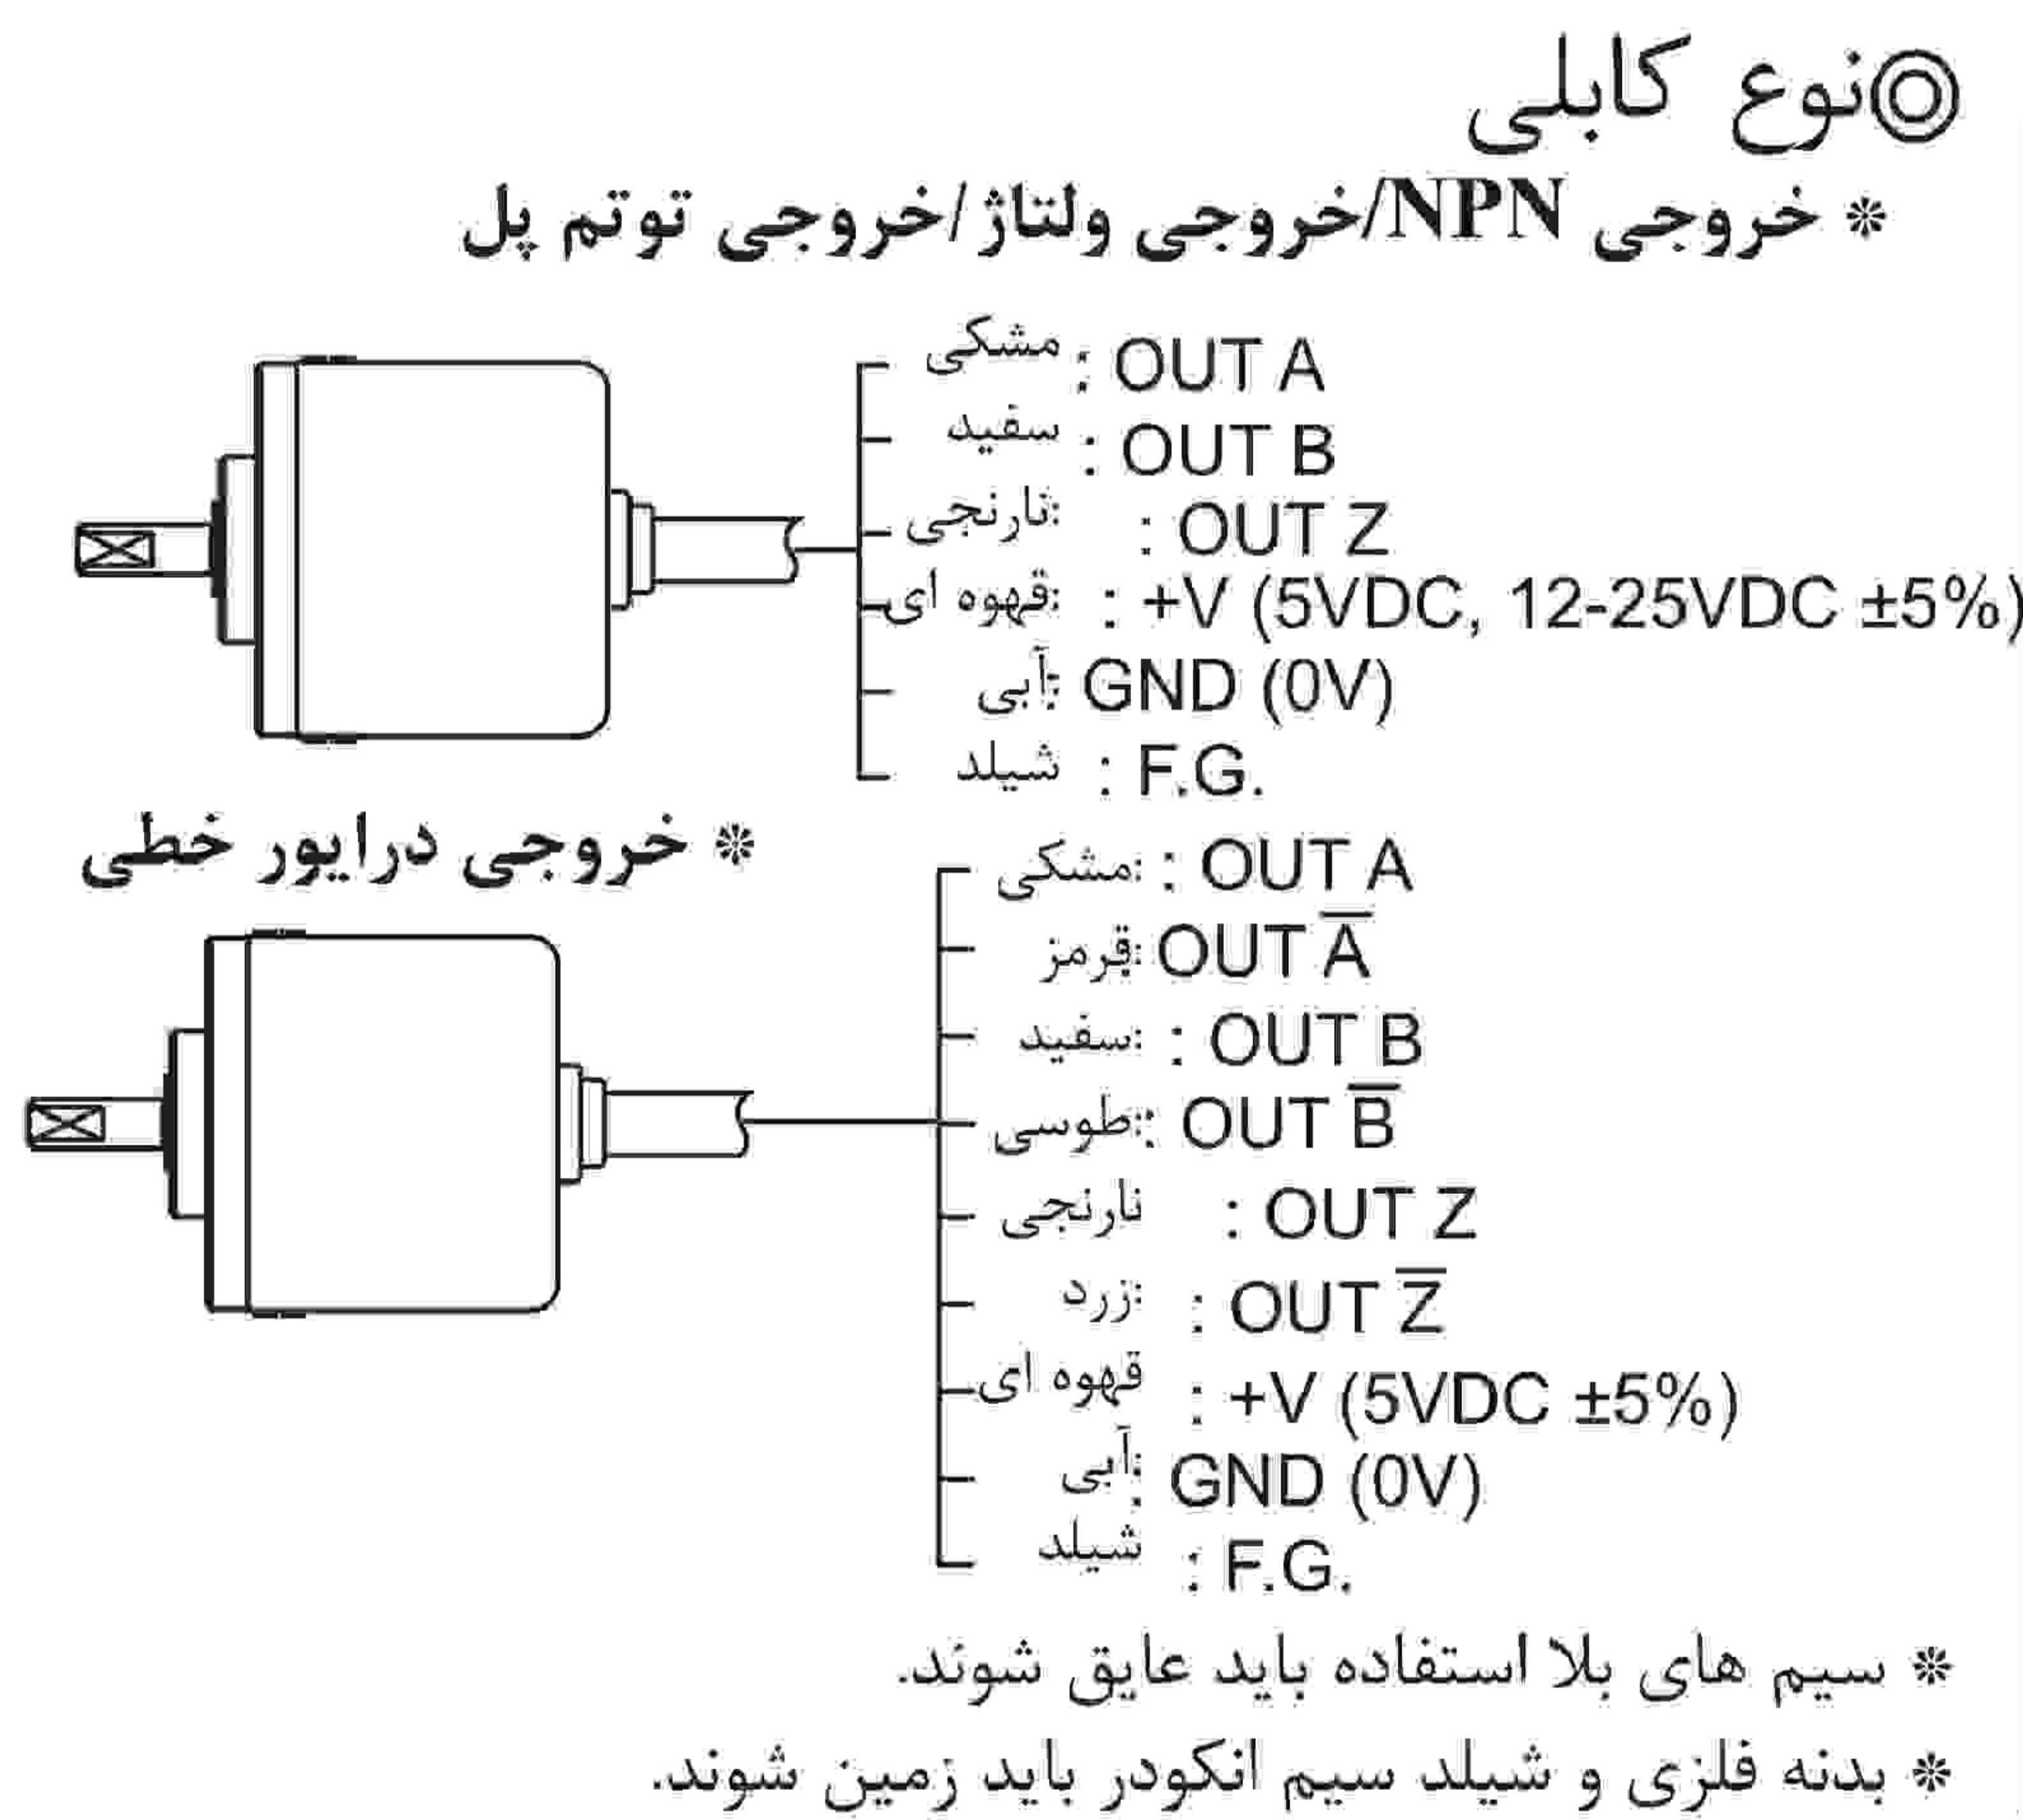 ◎نوع کابلی
* خروجی NPN/خروجی ولتاژ/خروجی توتم پل
مشکی : OUT A
سفید : OUT B
نارنجی: : OUT Z
قهوه ای: : +V (5VDC, 12-25VDC ±5%)
آبی: GND (0V)
شیلد : F.G.
* خروجی درایور خطی
مشکی: : OUT A
قرمز: OUT A̅
سفید: : OUT B
طوسی: : OUT B̅
نارنجی : OUT Z
زرد: : OUT Z̅
قهوه ای : +V (5VDC ±5%)
آبی: GND (0V)
شیلد : F.G.
* سیم های بلا استفاده باید عایق شوند.
* بدنه فلزی و شیلد سیم انکودر باید زمین شوند.